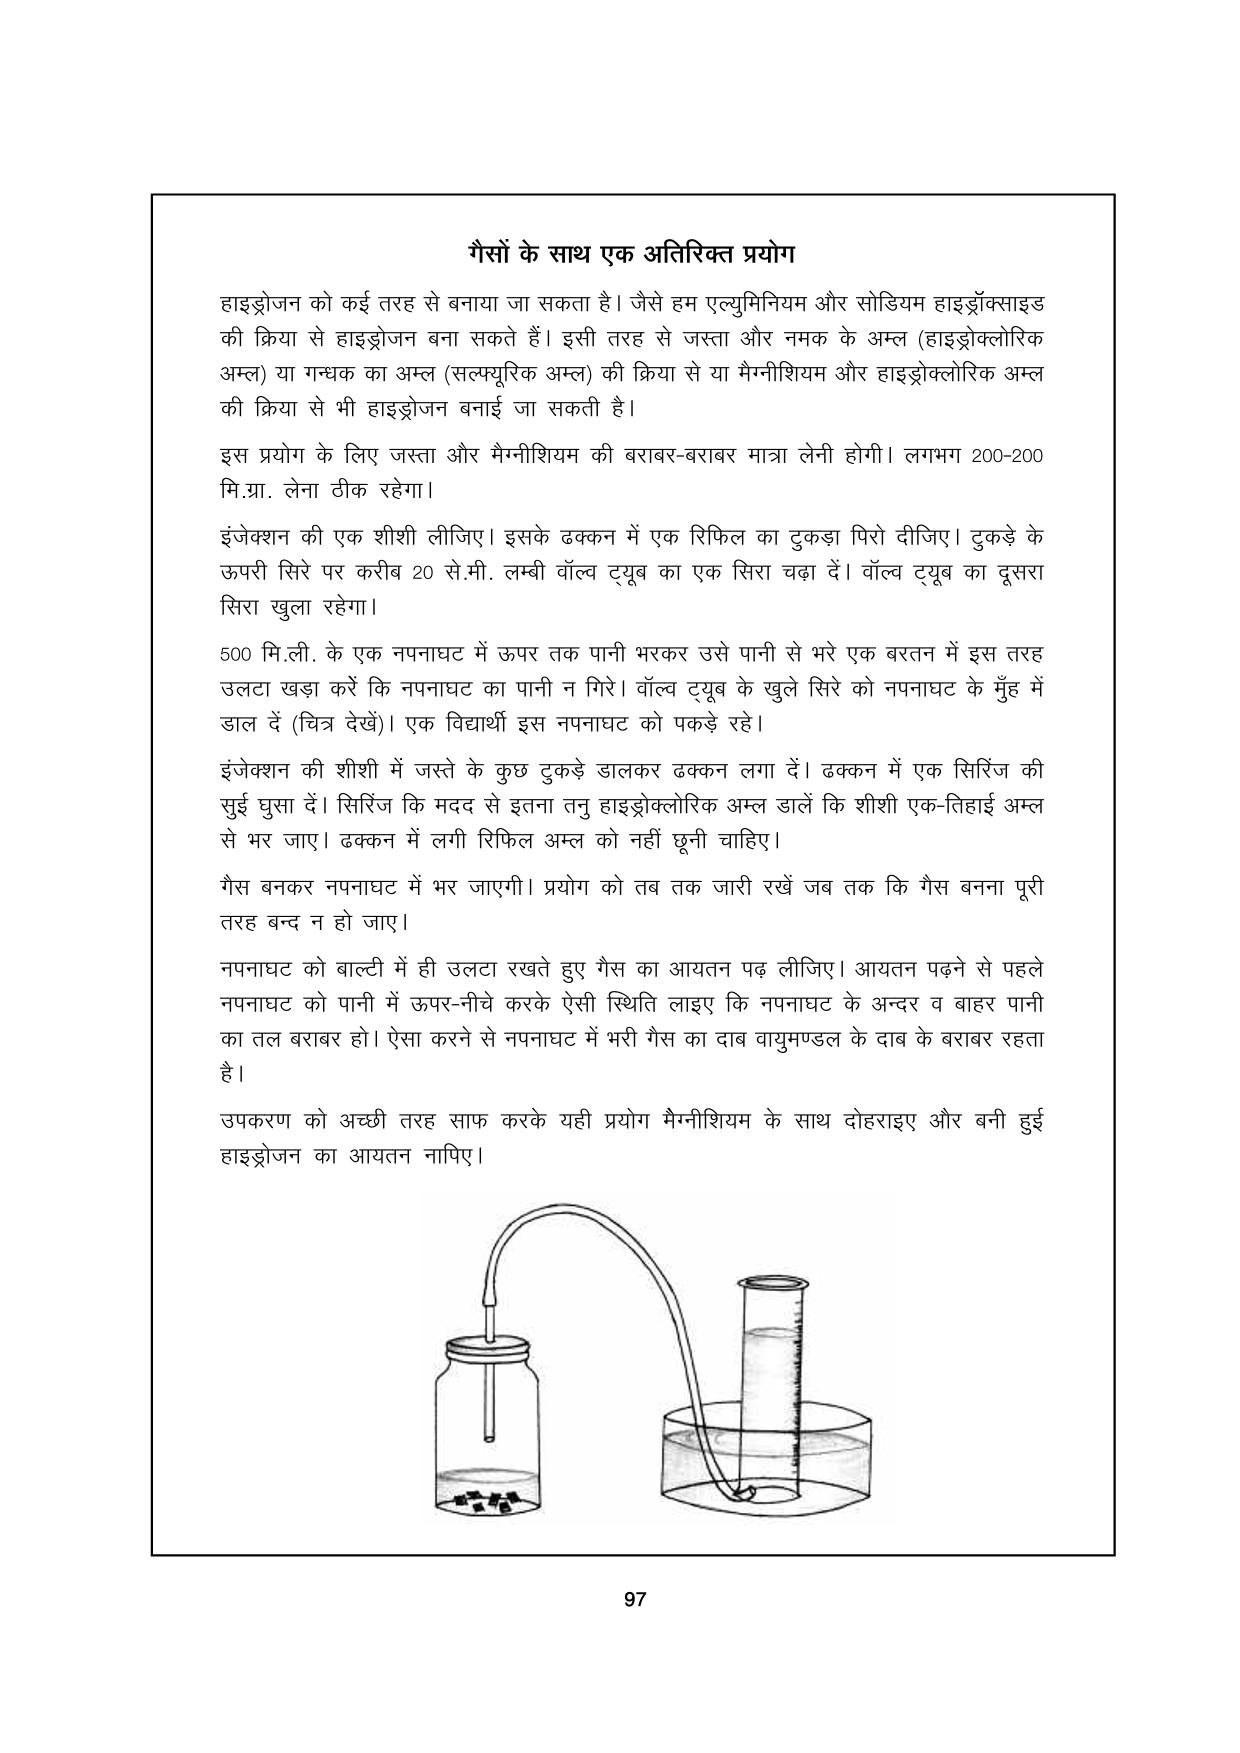 गैसों के साथ एक अतिरिक्त प्रयोग
हाइड्रोजन को कई तरह से बनाया जा सकता है। जैसे हम एल्युमिनियम और सोडियम हाइड्रॉक्साइड
की क्रिया से हाइड्रोजन बना सकते हैं। इसी तरह से जस्ता और नमक के अम्ल (हाइड्रोक्लोरिक
अम्ल) या गन्धक का अम्ल (सल्फ्यूरिक अम्ल) की क्रिया से या मैग्नीशियम और हाइड्रोक्लोरिक अम्ल
की क्रिया से भी हाइड्रोजन बनाई जा सकती है।
इस प्रयोग के लिए जस्ता और मैग्नीशियम की बराबर-बराबर मात्रा लेनी होगी। लगभग 200-200
मि.ग्रा. लेना ठीक रहेगा।
इंजेक्शन की एक शीशी लीजिए। इसके ढक्कन में एक रिफिल का टुकड़ा पिरो दीजिए। टुकड़े के
ऊपरी सिरे पर करीब 20 से.मी. लम्बी वॉल्व ट्यूब का एक सिरा चढ़ा दें। वॉल्व ट्यूब का दूसरा
सिरा खुला रहेगा।
500 मि.ली. के एक नपनाघट में ऊपर तक पानी भरकर उसे पानी से भरे एक बरतन में इस तरह
उलटा खड़ा करें कि नपनाघट का पानी न गिरे। वॉल्व ट्यूब के खुले सिरे को नपनाघट के मुँह में
डाल दें (चित्र देखें)। एक विद्यार्थी इस नपनाघट को पकड़े रहे।
इंजेक्शन की शीशी में जस्ते के कुछ टुकड़े डालकर ढक्कन लगा दें। ढक्कन में एक सिरिंज की
सुई घुसा दें। सिरिंज कि मदद से इतना तनु हाइड्रोक्लोरिक अम्ल डालें कि शीशी एक-तिहाई अम्ल
से भर जाए। ढक्कन में लगी रिफिल अम्ल को नहीं छूनी चाहिए।
गैस बनकर नपनाघट में भर जाएगी। प्रयोग को तब तक जारी रखें जब तक कि गैस बनना पूरी
तरह बन्द न हो जाए।
नपनाघट को बाल्टी में ही उलटा रखते हुए गैस का आयतन पढ़ लीजिए। आयतन पढ़ने से पहले
नपनाघट को पानी में ऊपर-नीचे करके ऐसी स्थिति लाइए कि नपनाघट के अन्दर व बाहर पानी
का तल बराबर हो। ऐसा करने से नपनाघट में भरी गैस का दाब वायुमण्डल के दाब के बराबर रहता
है।
उपकरण को अच्छी तरह साफ करके यही प्रयोग मैग्नीशियम के साथ दोहराइए और बनी हुई
हाइड्रोजन का आयतन नापिए।
97